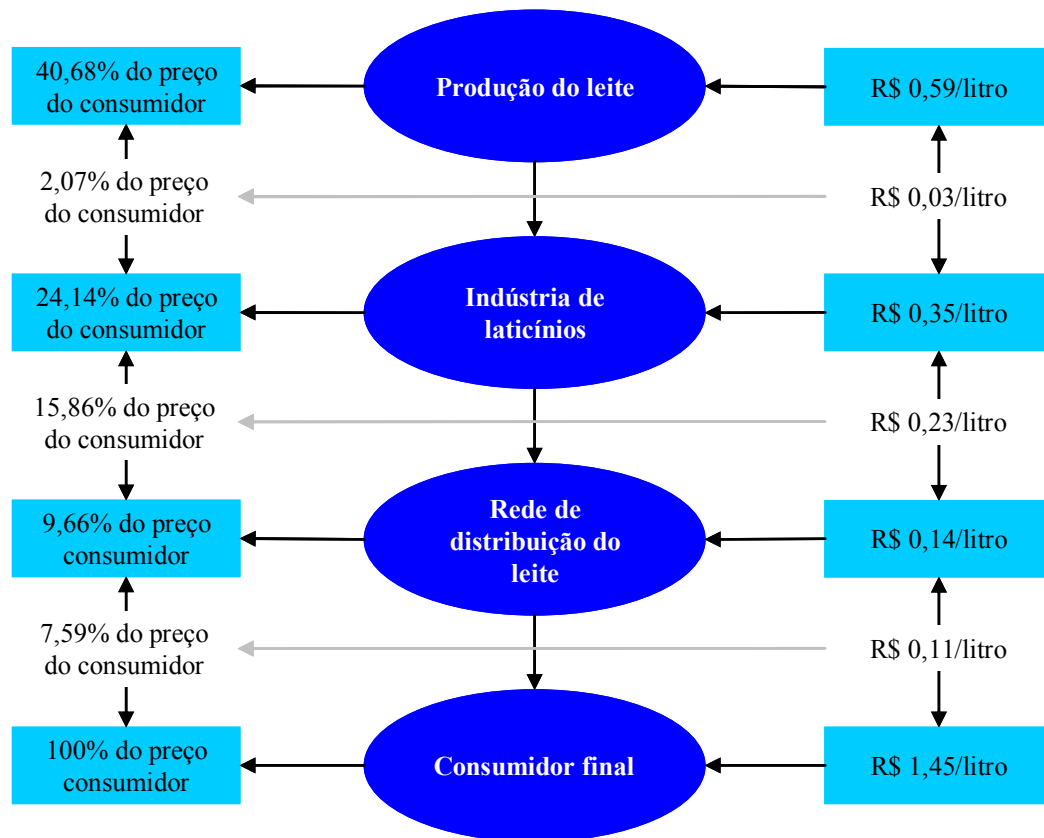 40,68% do preço
do consumidor
Produção do leite
R$ 0,59/litro
2,07% do preço
do consumidor
R$ 0,03/litro
24,14% do preço
do consumidor
Indústria de
laticínios
R$ 0,35/litro
15,86% do preço
do consumidor
R$ 0,23/litro
9,66% do preço
consumidor
Rede de
distribuição do
leite
R$ 0,14/litro
7,59% do preço
do consumidor
R$ 0,11/litro
100% do preço
consumidor
Consumidor final
R$ 1,45/litro